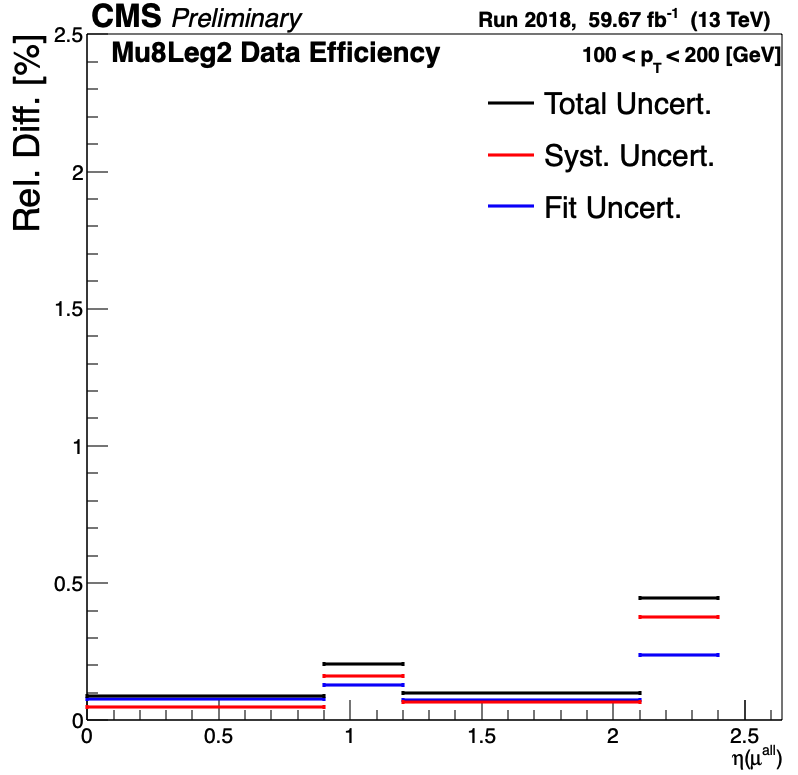 CMS Preliminary Run 2018, 59.67 fb⁻¹ (13 TeV)
Mu8Leg2 Data Efficiency 100 < p_T < 200 [GeV]
Total Uncert.
Syst. Uncert.
Fit Uncert.
Rel. Diff. [%]
2.5
2
1.5
1
0.5
0
0 0.5 1 1.5 2 2.5
η(μ^all)